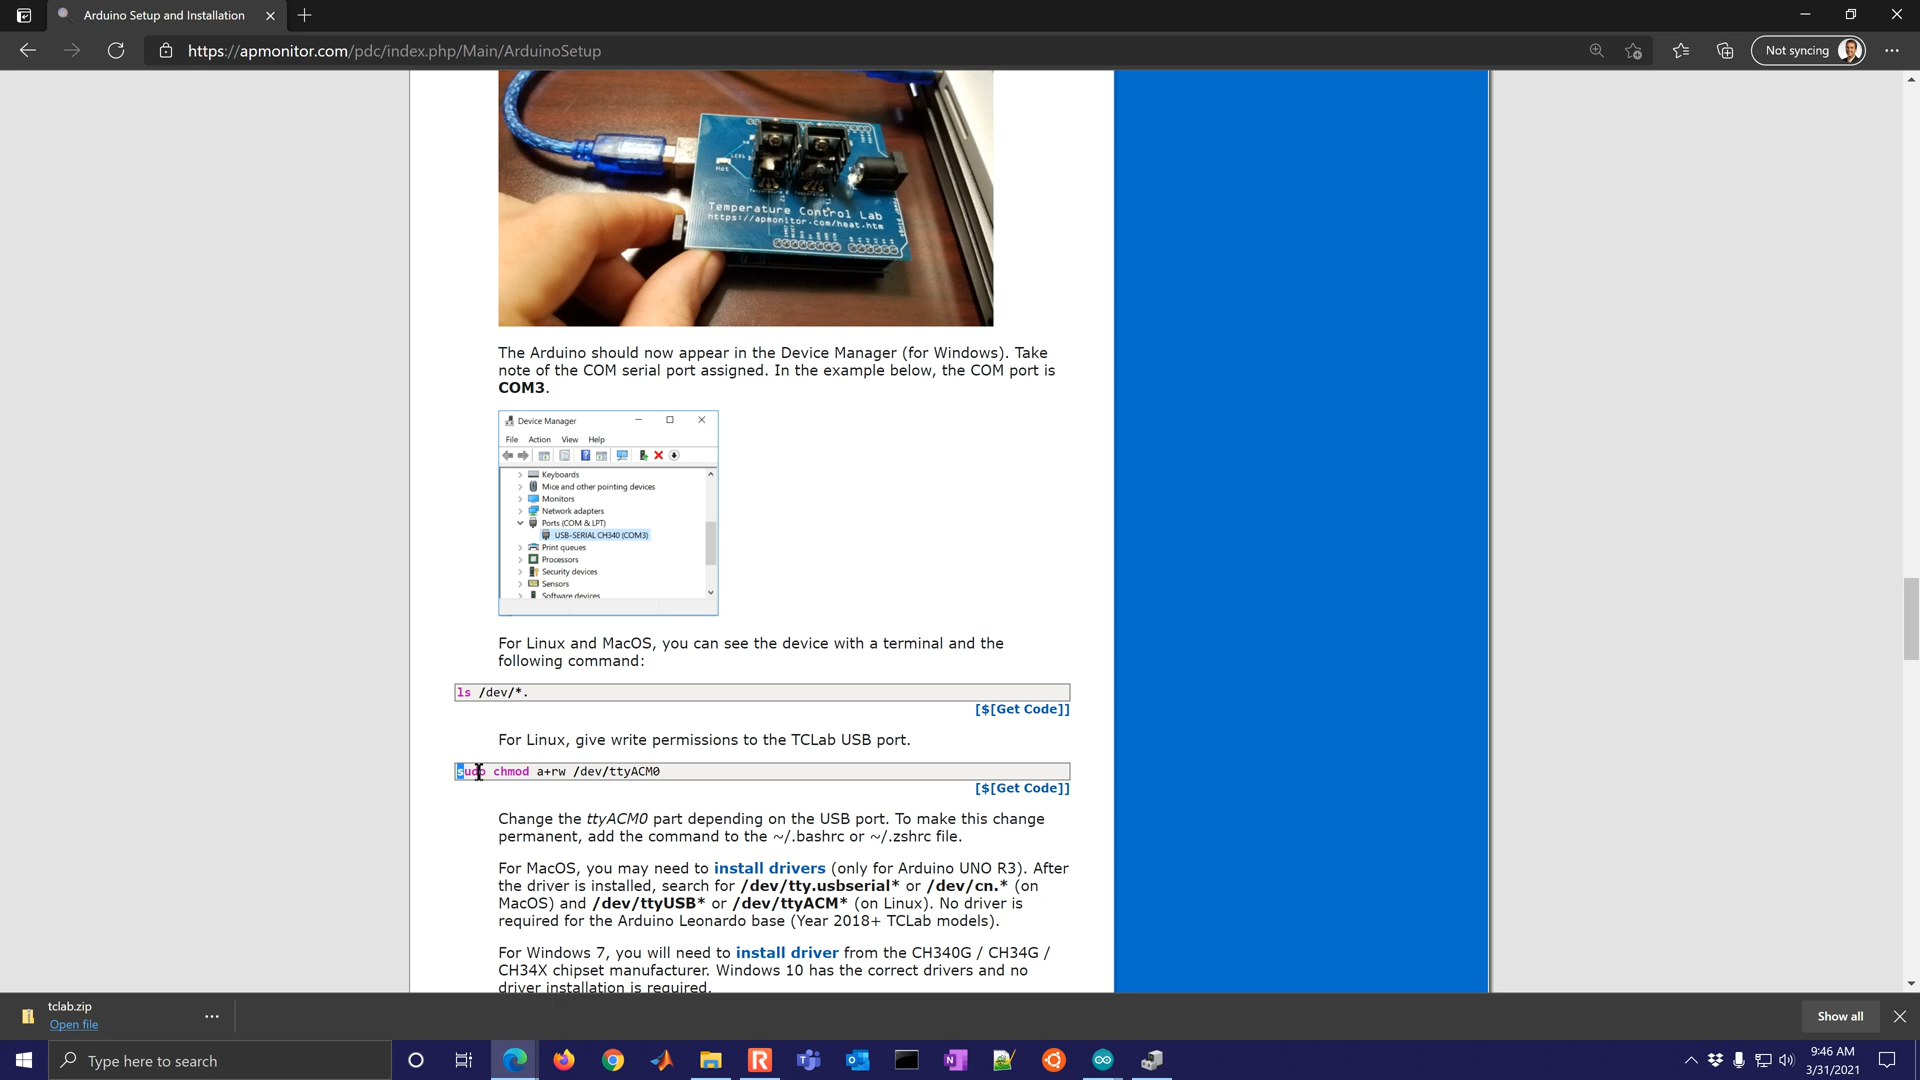 Arduino Setup and Installation
https://apmonitor.com/pdc/index.php/Main/ArduinoSetup
Not syncing
Hot
Temperature Control Lab
https://apmonitor.com/heat.htm
The Arduino should now appear in the Device Manager (for Windows). Take
note of the COM serial port assigned. In the example below, the COM port is
COM3.
Device Manager
File Action View Help
Keyboards
Mice and other pointing devices
Monitors
Network adapters
Ports (COM & LPT)
USB-SERIAL CH340 (COM3)
Print queues
Processors
Security devices
Sensors
Software devices
For Linux and MacOS, you can see the device with a terminal and the
following command:
ls /dev/*.
[$[Get Code]]
For Linux, give write permissions to the TCLab USB port.
sudo chmod a+rw /dev/ttyACM0
[$[Get Code]]
Change the ttyACM0 part depending on the USB port. To make this change
permanent, add the command to the ~/.bashrc or ~/.zshrc file.
For MacOS, you may need to install drivers (only for Arduino UNO R3). After
the driver is installed, search for /dev/tty.usbserial* or /dev/cn.* (on
MacOS) and /dev/ttyUSB* or /dev/ttyACM* (on Linux). No driver is
required for the Arduino Leonardo base (Year 2018+ TCLab models).
For Windows 7, you will need to install driver from the CH340G / CH34G /
CH34X chipset manufacturer. Windows 10 has the correct drivers and no
driver installation is required.
tclab.zip
Open file
Show all
Type here to search
9:46 AM
3/31/2021